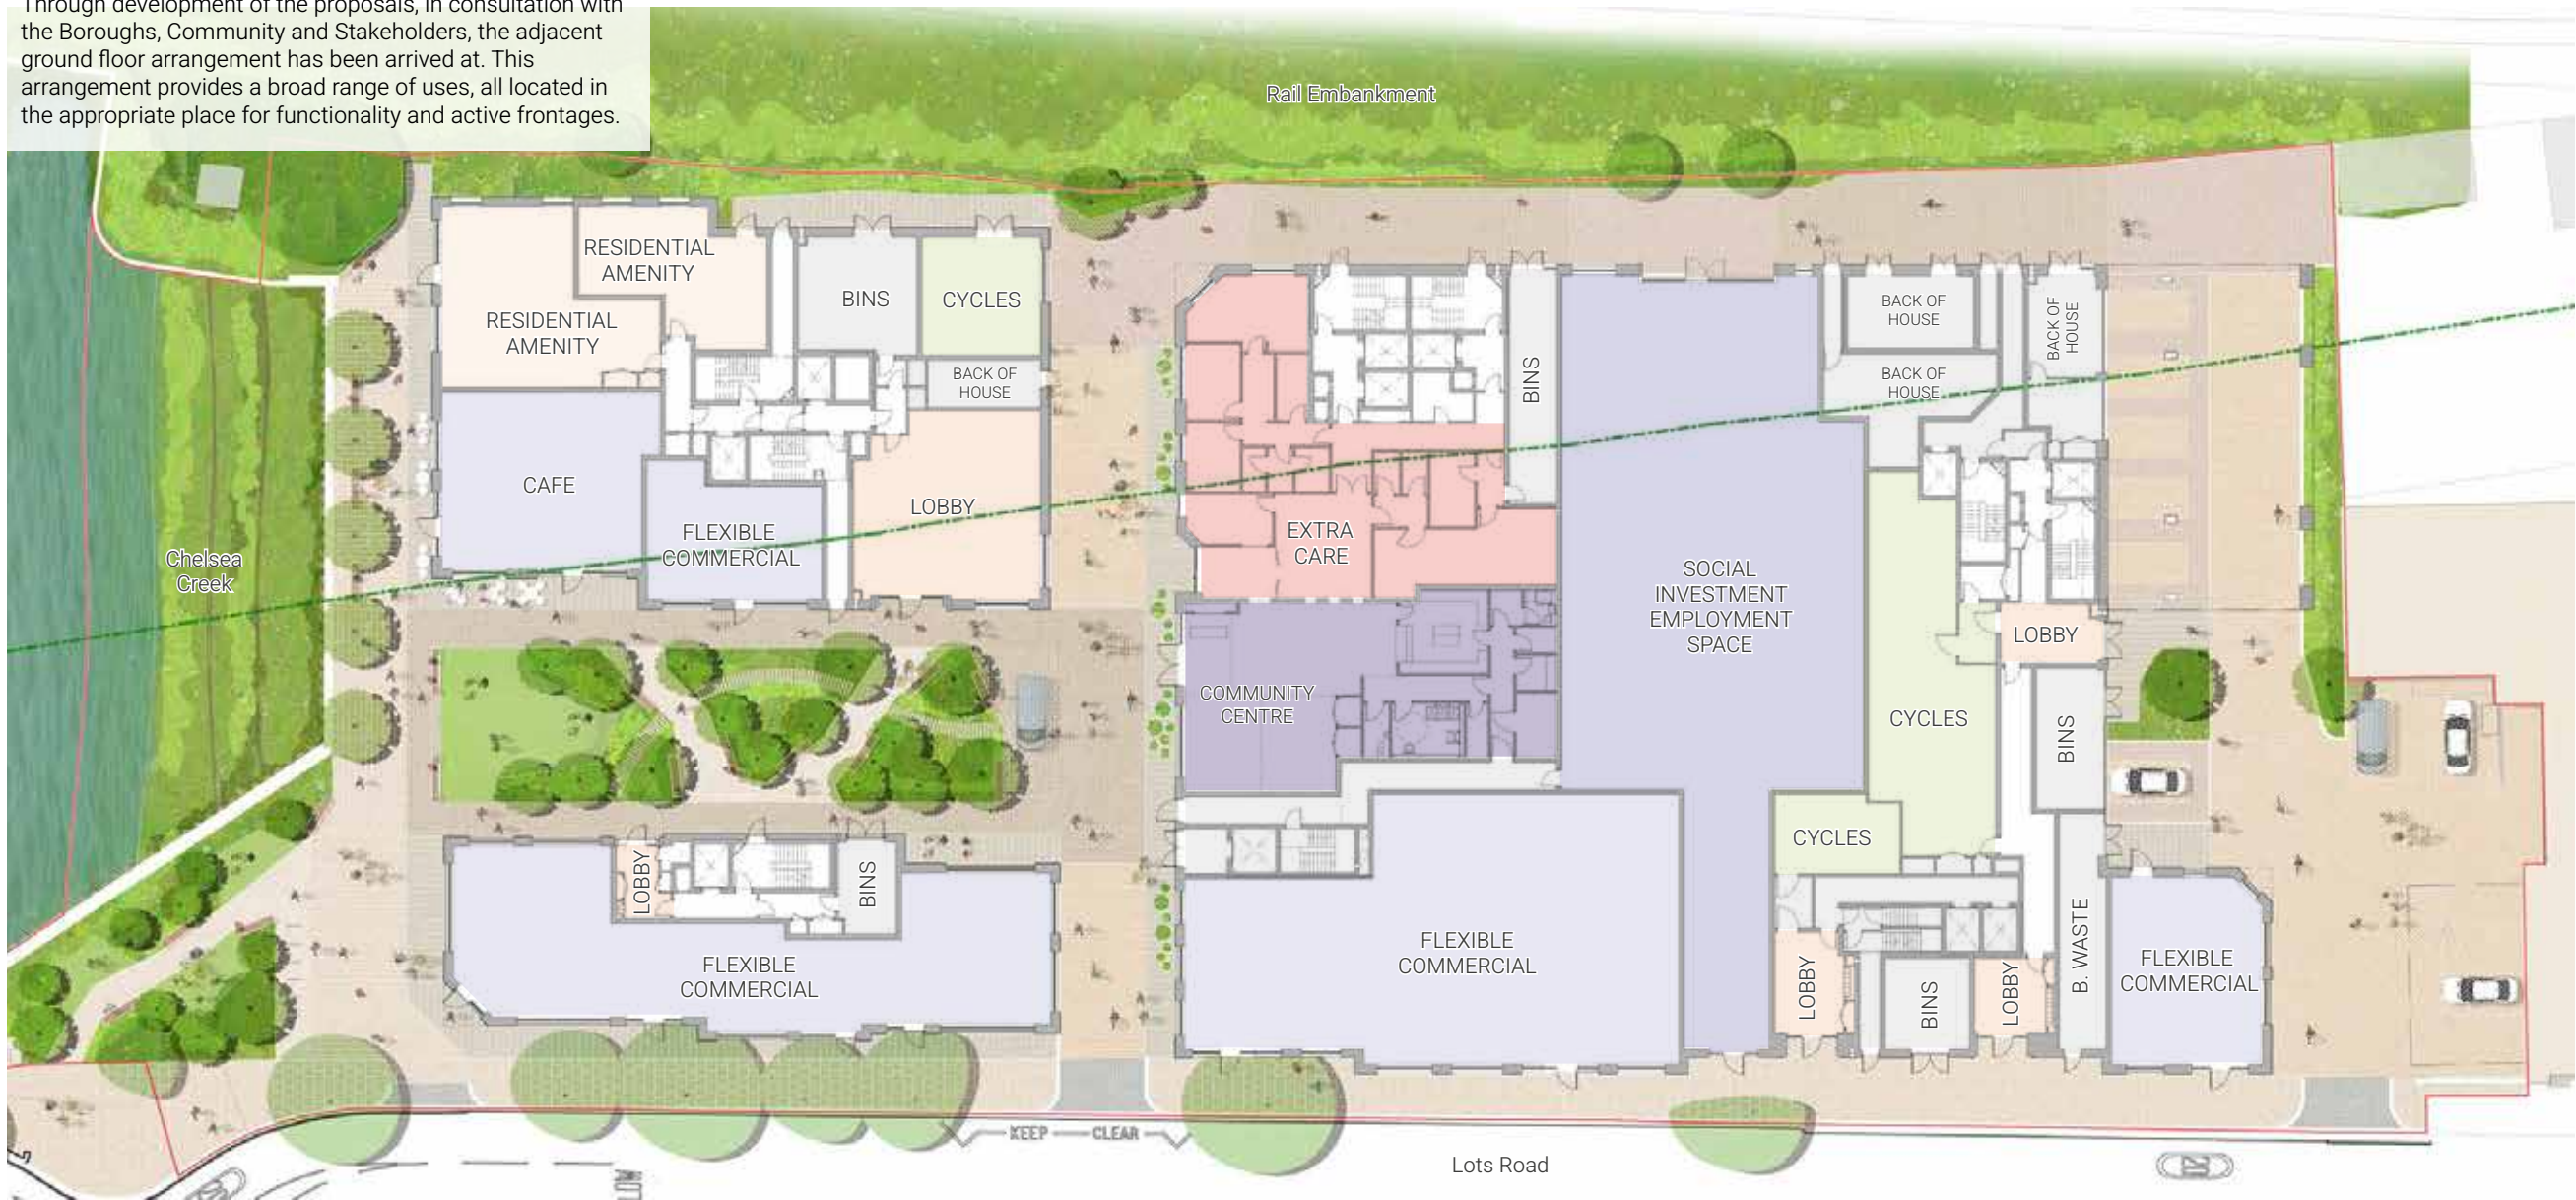 Through development of the proposals, in consultation with
the Boroughs, Community and Stakeholders, the adjacent
ground floor arrangement has been arrived at. This
arrangement provides a broad range of uses, all located in
the appropriate place for functionality and active frontages.
Rail Embankment
RESIDENTIAL
AMENITY
RESIDENTIAL
AMENITY
BINS
CYCLES
BACK OF
HOUSE
CAFE
FLEXIBLE
COMMERCIAL
LOBBY
Chelsea
Creek
LOBBY
BINS
FLEXIBLE
COMMERCIAL
BINS
EXTRA
CARE
COMMUNITY
CENTRE
SOCIAL
INVESTMENT
EMPLOYMENT
SPACE
BACK OF
HOUSE
BACK OF
HOUSE
BACK OF
HOUSE
LOBBY
CYCLES
BINS
CYCLES
FLEXIBLE
COMMERCIAL
LOBBY
BINS
LOBBY
B. WASTE
FLEXIBLE
COMMERCIAL
KEEP CLEAR
Lots Road